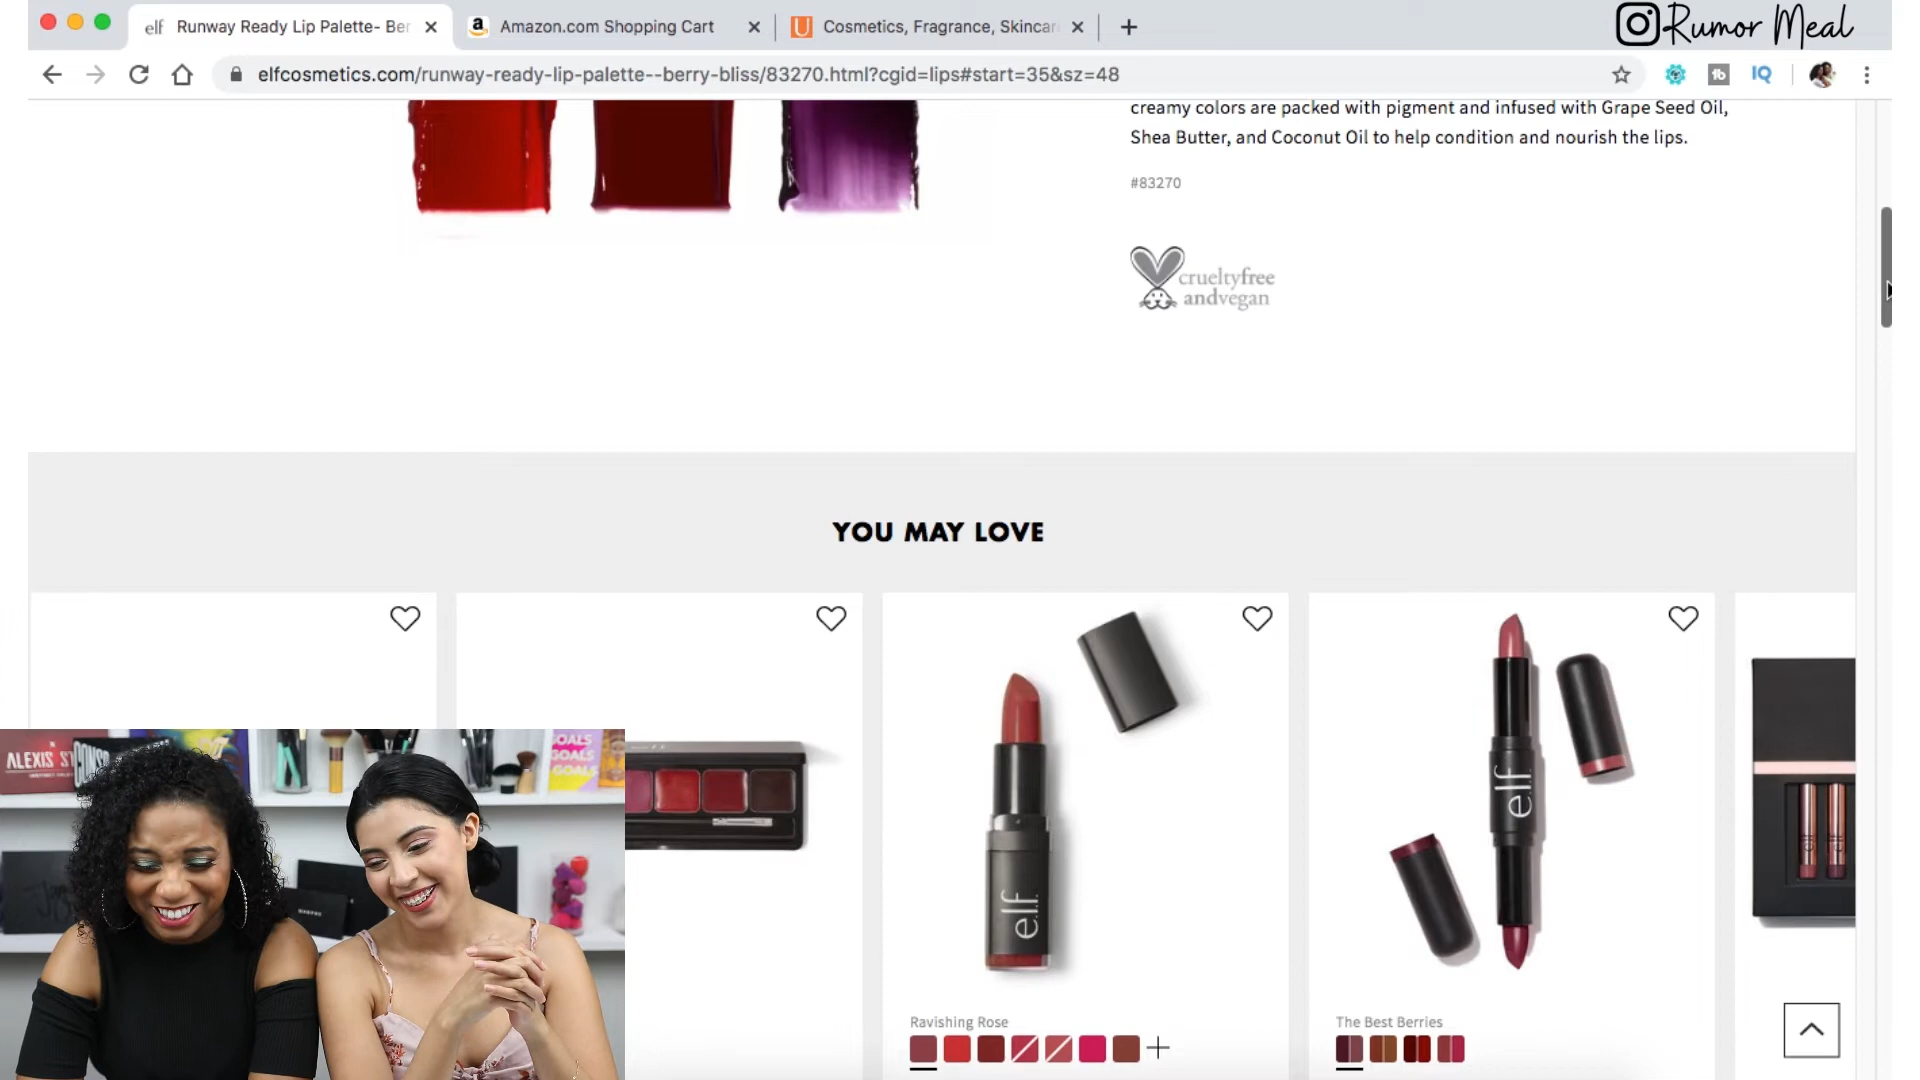 elf Runway Ready Lip Palette- Ber
Amazon.com Shopping Cart
Cosmetics, Fragrance, Skincar
Rumor Meal
elfcosmetics.com/runway-ready-lip-palette--berry-bliss/83270.html?cgid=lips#start=35&sz=48
tb
IQ
creamy colors are packed with pigment and infused with Grape Seed Oil,
Shea Butter, and Coconut Oil to help condition and nourish the lips.
#83270
crueltyfree
andvegan
YOU MAY LOVE
e.l.f.
e.l.f.
ALEXIS ST
GOALS
GOALS
GOALS
Ravishing Rose
The Best Berries